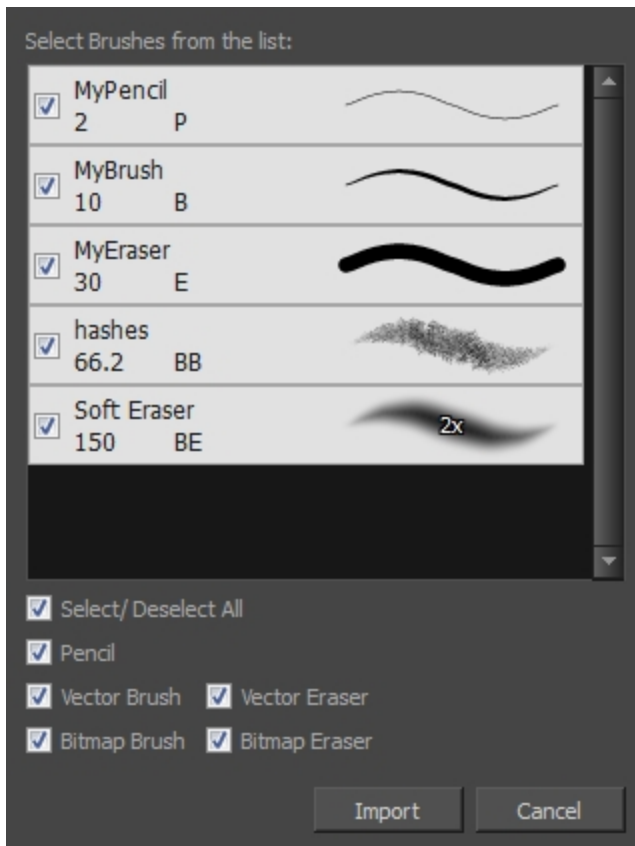 Select Brushes from the list:
MyPencil
2 P
MyBrush
10 B
MyEraser
30 E
hashes
66.2 BB
Soft Eraser
150 BE
2x
Select/ Deselect All
Pencil
Vector Brush Vector Eraser
Bitmap Brush Bitmap Eraser
Import Cancel